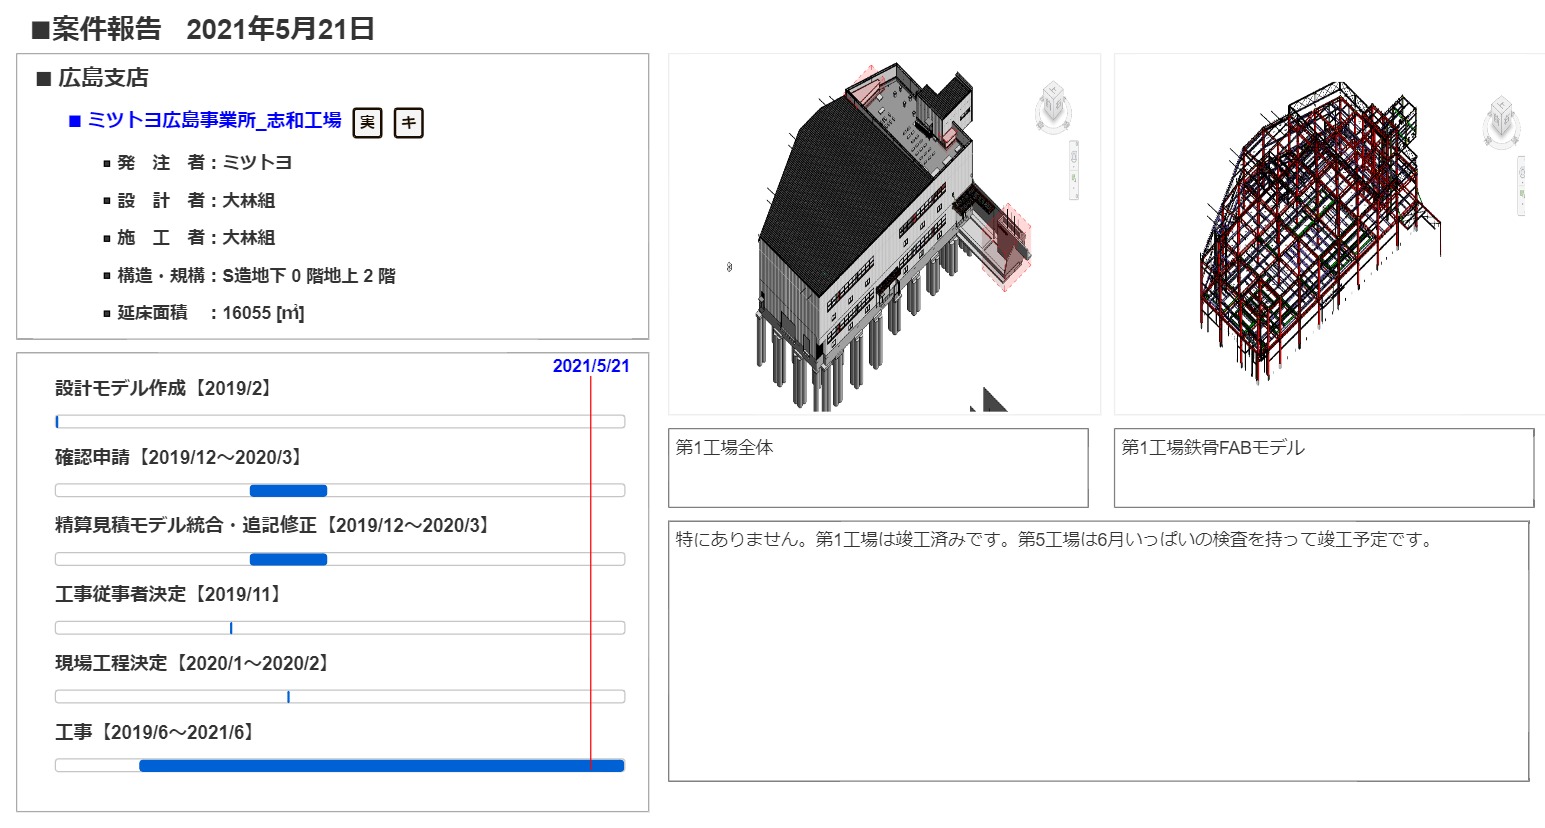 ■案件報告　2021年5月21日
■ 広島支店
■ ミツトヨ広島事業所_志和工場 実 キ
▪ 発　注　者：ミツトヨ
▪ 設　計　者：大林組
▪ 施　工　者：大林組
▪ 構造・規構：S造地下 0 階地上 2 階
▪ 延床面積　：16055 [㎡]
2021/5/21
設計モデル作成【2019/2】
確認申請【2019/12～2020/3】
精算見積モデル統合・追記修正【2019/12～2020/3】
工事従事者決定【2019/11】
現場工程決定【2020/1～2020/2】
工事【2019/6～2021/6】
第1工場全体
第1工場鉄骨FABモデル
特にありません。第1工場は竣工済みです。第5工場は6月いっぱいの検査を持って竣工予定です。